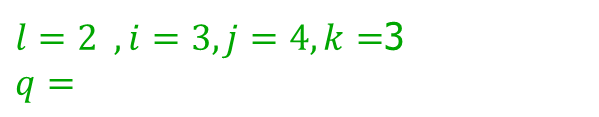 l = 2 ,i = 3,j = 4,k =3
q =